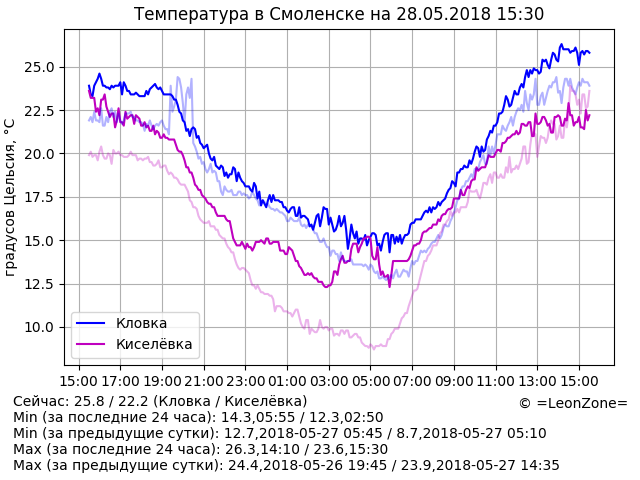 Температура в Смоленске на 28.05.2018 15:30
градусов Цельсия, °C
25.0
22.5
20.0
17.5
15.0
12.5
10.0
Кловка
Киселёвка
15:00 17:00 19:00 21:00 23:00 01:00 03:00 05:00 07:00 09:00 11:00 13:00 15:00
Сейчас: 25.8 / 22.2 (Кловка / Киселёвка)
© =LeonZone=
Min (за последние 24 часа): 14.3,05:55 / 12.3,02:50
Min (за предыдущие сутки): 12.7,2018-05-27 05:45 / 8.7,2018-05-27 05:10
Max (за последние 24 часа): 26.3,14:10 / 23.6,15:30
Max (за предыдущие сутки): 24.4,2018-05-26 19:45 / 23.9,2018-05-27 14:35